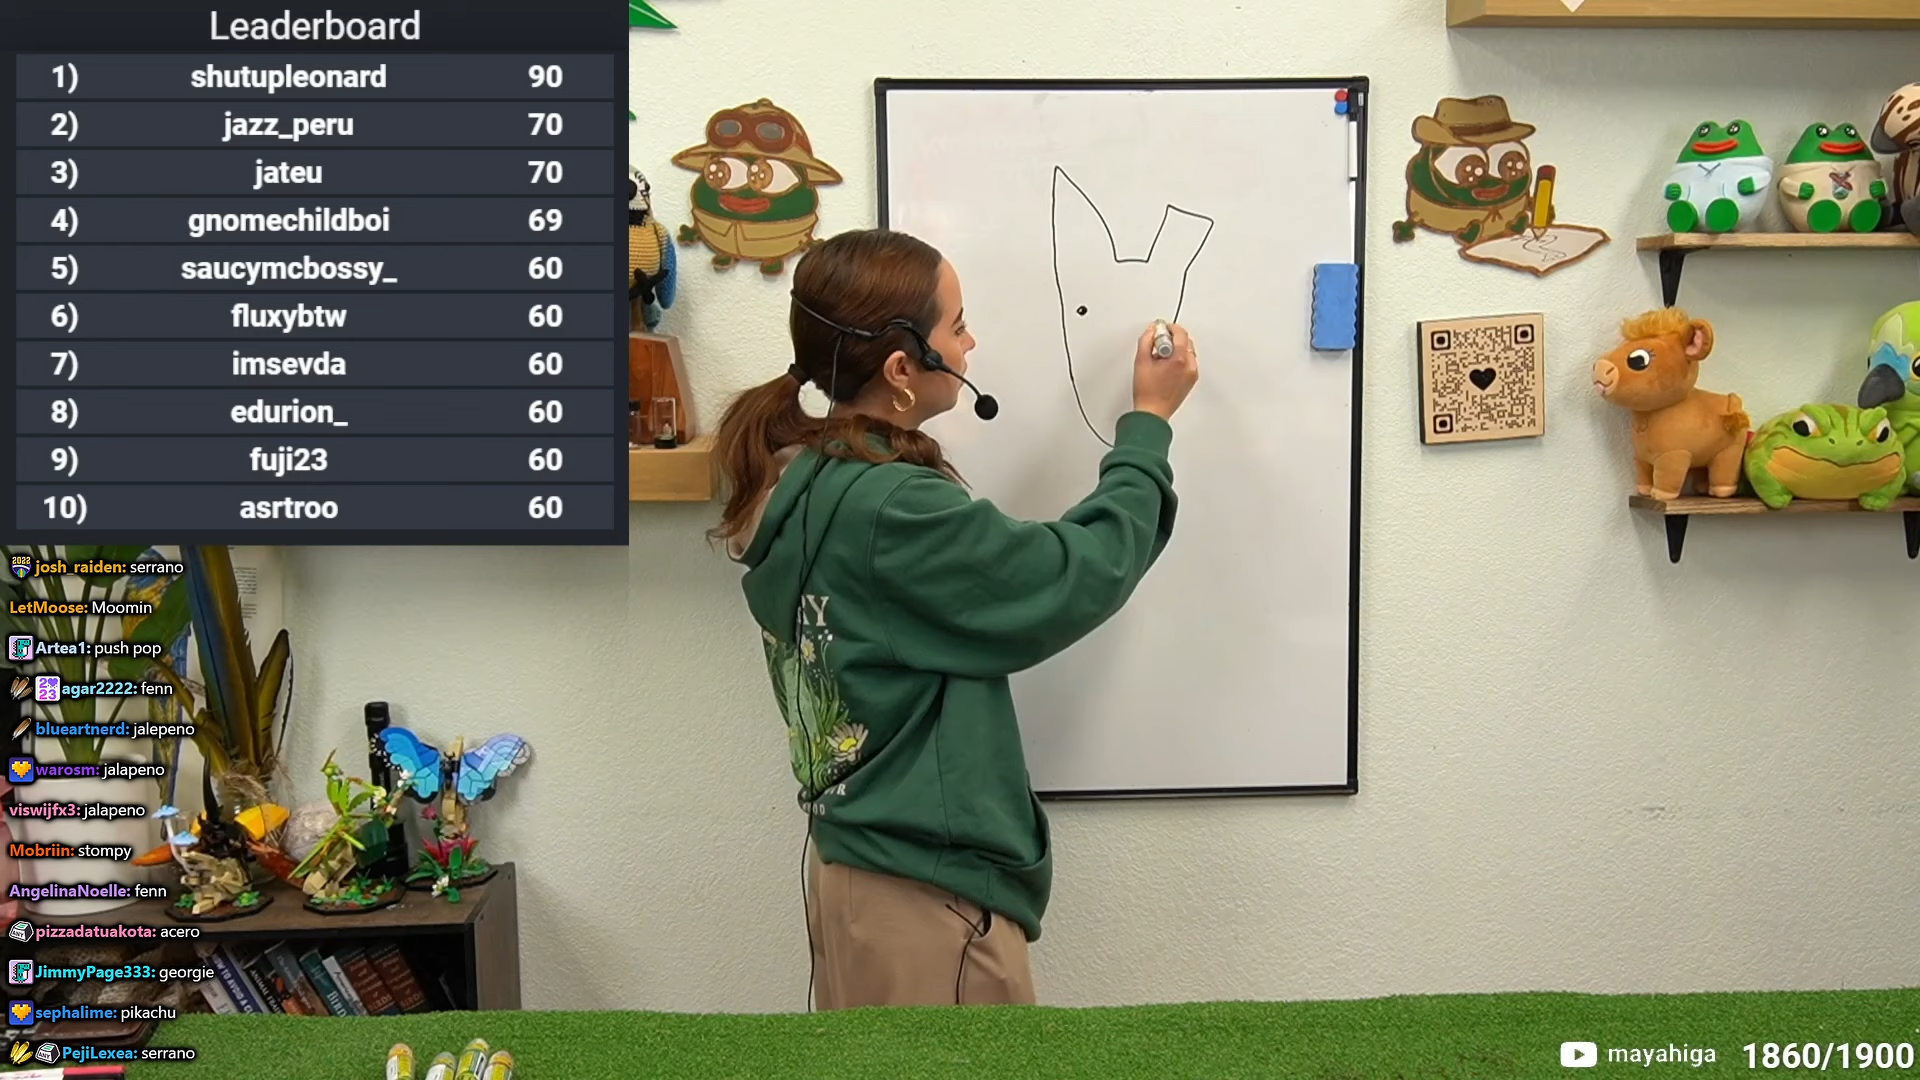 Leaderboard
1) shutupleonard 90
2) jazz_peru 70
3) jateu 70
4) gnomechildboi 69
5) saucymcbossy_ 60
6) fluxybtw 60
7) imsevda 60
8) edurion_ 60
9) fuji23 60
10) asrtroo 60
josh_raiden: serrano
LetMoose: Moomin
Artea1: push pop
agar2222: fenn
blueartnerd: jalepeno
warosm: jalapeno
viswijfx3: jalapeno
Mobriin: stompy
AngelinaNoelle: fenn
pizzadatuakota: acero
JimmyPage333: georgie
sephalime: pikachu
PejiLexea: serrano
mayahiga 1860/1900